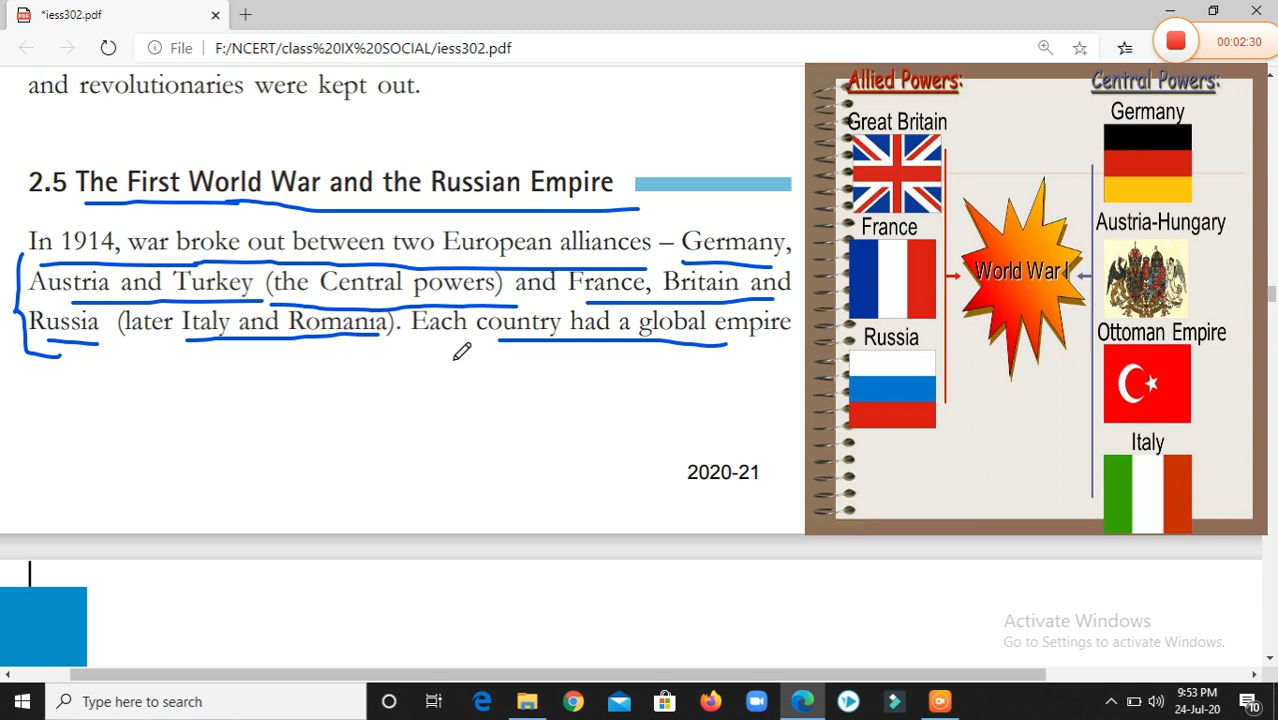 *iess302.pdf
File
F:/NCERT/class%20IX%20SOCIAL/iess302.pdf
00:02:30
and revolutionaries were kept out.
2.5 The First World War and the Russian Empire
In 1914, war broke out between two European alliances – Germany,
Austria and Turkey (the Central powers) and France, Britain and
Russia (later Italy and Romania). Each country had a global empire
2020-21
Allied Powers:
Great Britain
France
Russia
World War I
Central Powers:
Germany
Austria-Hungary
Ottoman Empire
Italy
Activate Windows
Go to Settings to activate Windows.
Type here to search
9:53 PM
24-Jul-20
10